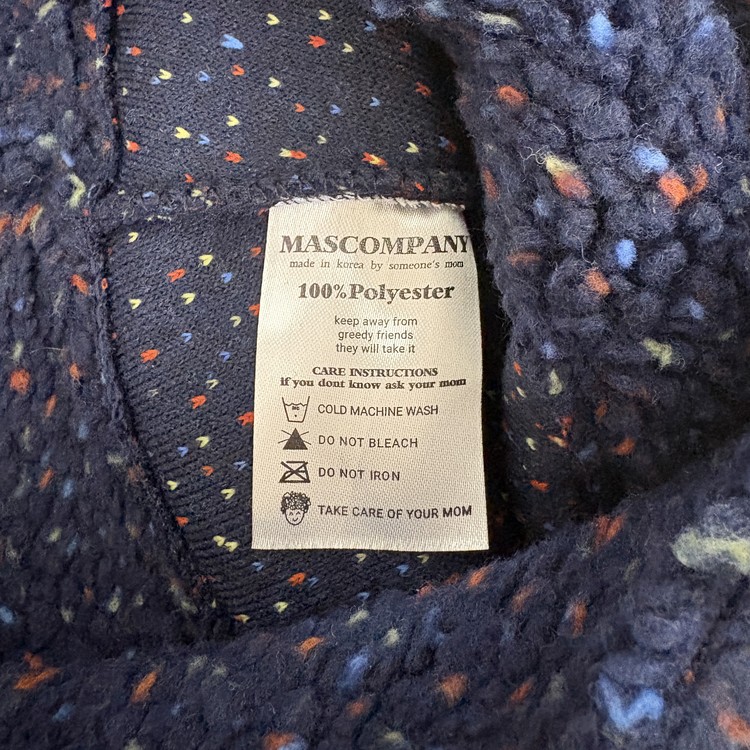 MASCOMPANY
made in korea by someone's mom
100%Polyester
keep away from
greedy friends
they will take it
CARE INSTRUCTIONS
if you dont know ask your mom
COLD MACHINE WASH
DO NOT BLEACH
DO NOT IRON
TAKE CARE OF YOUR MOM